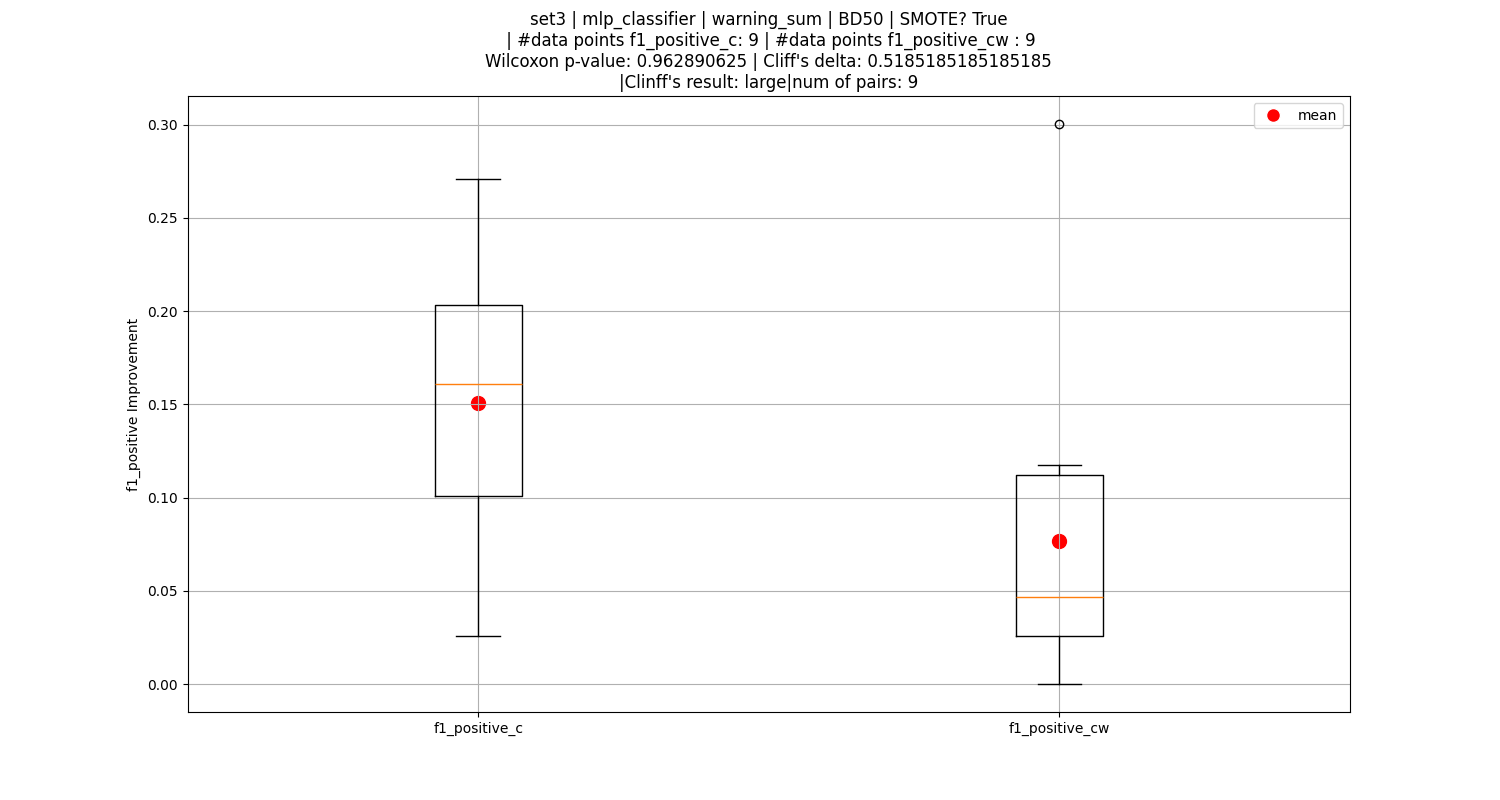 set3 | mlp_classifier | warning_sum | BD50 | SMOTE? True
| #data points f1_positive_c: 9 | #data points f1_positive_cw : 9
Wilcoxon p-value: 0.962890625 | Cliff's delta: 0.5185185185185185
|Clinff's result: large|num of pairs: 9
mean
0.30
0.25
0.20
0.15
0.10
0.05
0.00
f1_positive Improvement
f1_positive_c
f1_positive_cw